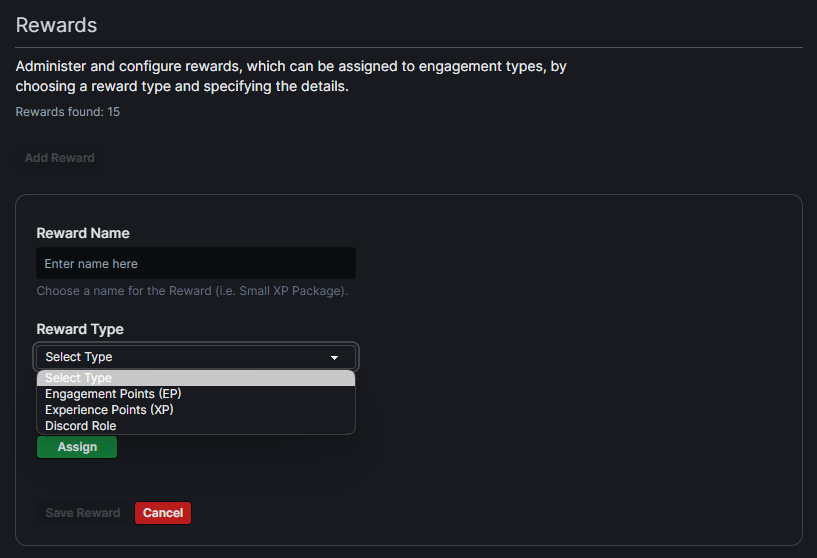 Rewards
Administer and configure rewards, which can be assigned to engagement types, by
choosing a reward type and specifying the details.
Rewards found: 15
Add Reward
Reward Name
Enter name here
Choose a name for the Reward (i.e. Small XP Package).
Reward Type
Select Type
Select Type
Engagement Points (EP)
Experience Points (XP)
Discord Role
Assign
Save Reward Cancel